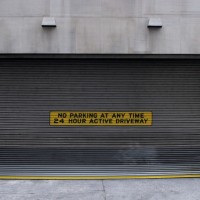 NO PARKING AT ANY TIME
24 HOUR ACTIVE DRIVEWAY